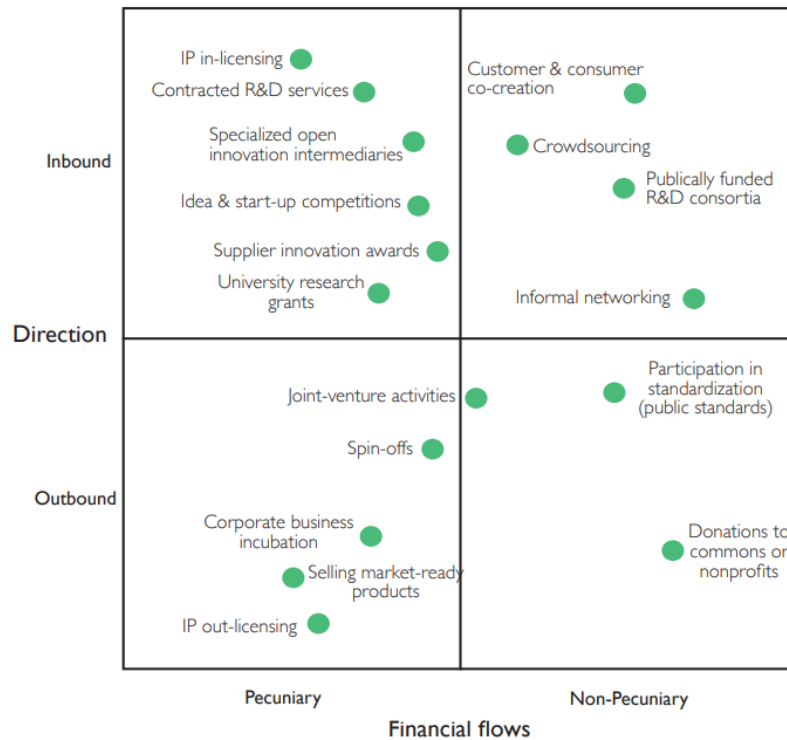 IP in-licensing
Contracted R&D services
Specialized open
innovation intermediaries
Idea & start-up competitions
Supplier innovation awards
University research
grants
Customer & consumer
co-creation
Crowdsourcing
Publically funded
R&D consortia
Informal networking
Inbound
Direction
Outbound
Joint-venture activities
Spin-offs
Corporate business
incubation
Selling market-ready
products
IP out-licensing
Participation in
standardization
(public standards)
Donations to
commons or
nonprofits
Pecuniary
Non-Pecuniary
Financial flows